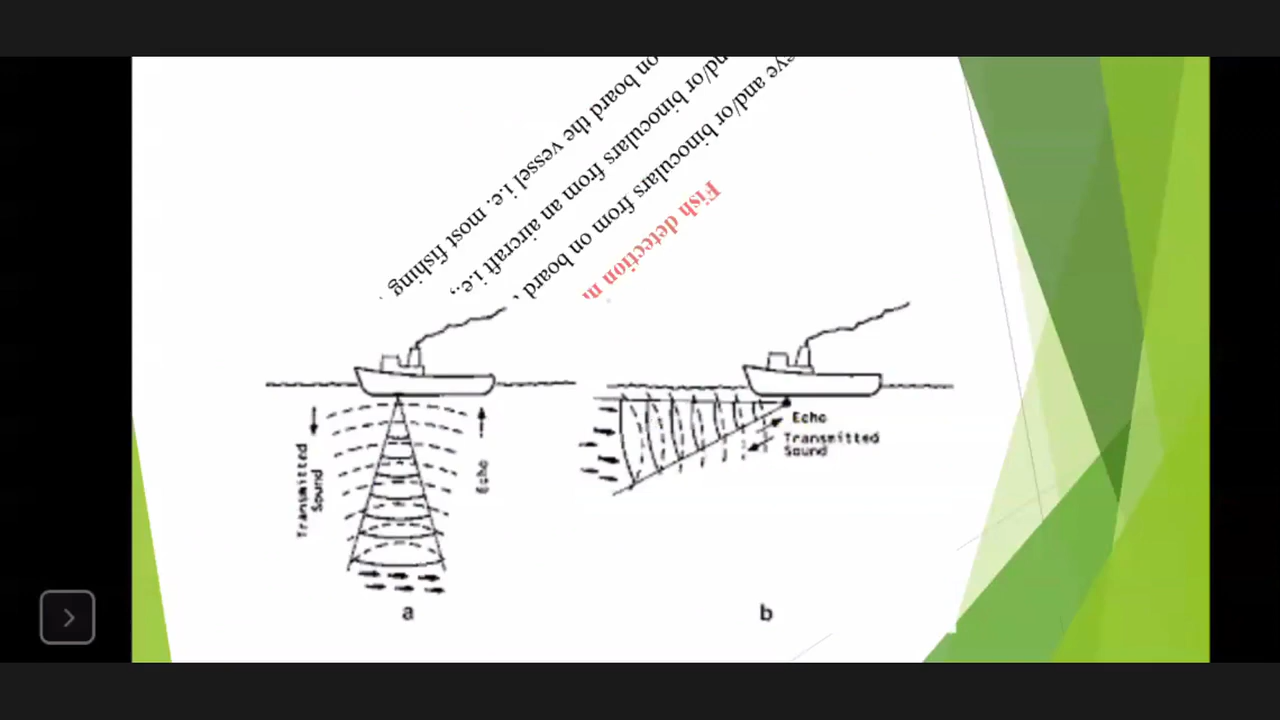 Fish detection
eye and/or binoculars from on board
and/or binoculars from an aircraft i.e.,
on board the vessel i.e. most fishing
Transmitted
Sound
Echo
a
Echo
Transmitted
Sound
b